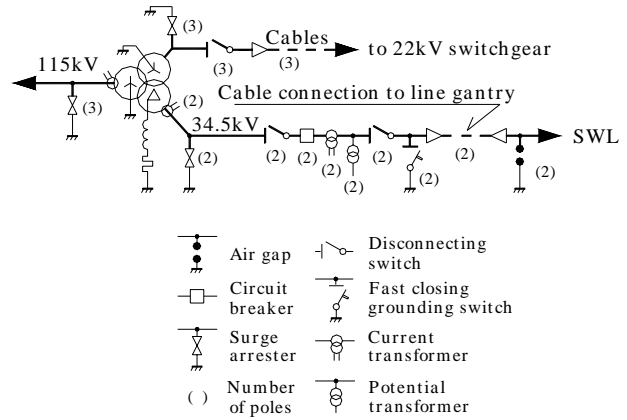 (3)
Cables
to 22kV switchgear
(3)
(3)
115kV
(3)
(2)
Cable connection to line gantry
34.5kV
SWL
(2)
(2)
(2)
(2)
(2)
(2)
(2)
(2)
(2)
Air gap
Disconnecting
switch
Circuit
breaker
Fast closing
grounding switch
Surge
arrester
Current
transformer
( )
Number
of poles
Potential
transformer